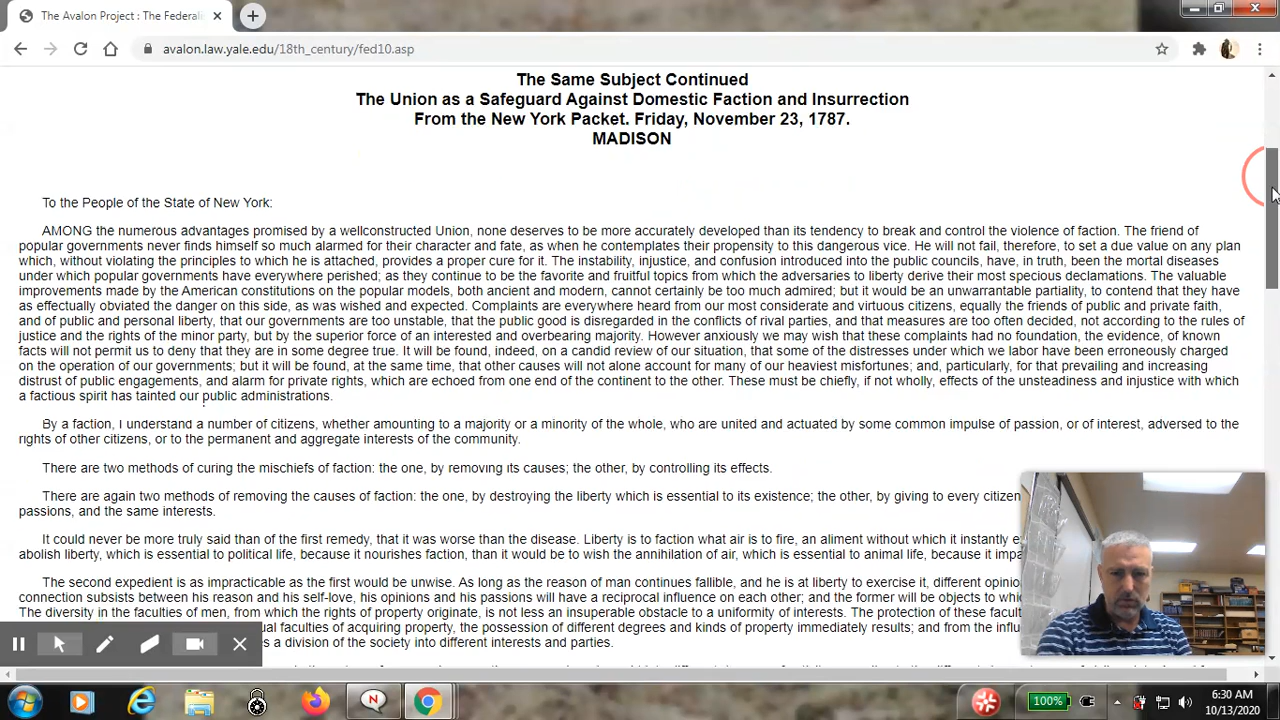 The Avalon Project : The Federali
avalon.law.yale.edu/18th_century/fed10.asp
The Same Subject Continued
The Union as a Safeguard Against Domestic Faction and Insurrection
From the New York Packet. Friday, November 23, 1787.
MADISON
To the People of the State of New York:
AMONG the numerous advantages promised by a wellconstructed Union, none deserves to be more accurately developed than its tendency to break and control the violence of faction. The friend of
popular governments never finds himself so much alarmed for their character and fate, as when he contemplates their propensity to this dangerous vice. He will not fail, therefore, to set a due value on any plan
which, without violating the principles to which he is attached, provides a proper cure for it. The instability, injustice, and confusion introduced into the public councils, have, in truth, been the mortal diseases
under which popular governments have everywhere perished; as they continue to be the favorite and fruitful topics from which the adversaries to liberty derive their most specious declamations. The valuable
improvements made by the American constitutions on the popular models, both ancient and modern, cannot certainly be too much admired; but it would be an unwarrantable partiality, to contend that they have
as effectually obviated the danger on this side, as was wished and expected. Complaints are everywhere heard from our most considerate and virtuous citizens, equally the friends of public and private faith,
and of public and personal liberty, that our governments are too unstable, that the public good is disregarded in the conflicts of rival parties, and that measures are too often decided, not according to the rules of
justice and the rights of the minor party, but by the superior force of an interested and overbearing majority. However anxiously we may wish that these complaints had no foundation, the evidence, of known
facts will not permit us to deny that they are in some degree true. It will be found, indeed, on a candid review of our situation, that some of the distresses under which we labor have been erroneously charged
on the operation of our governments; but it will be found, at the same time, that other causes will not alone account for many of our heaviest misfortunes; and, particularly, for that prevailing and increasing
distrust of public engagements, and alarm for private rights, which are echoed from one end of the continent to the other. These must be chiefly, if not wholly, effects of the unsteadiness and injustice with which
a factious spirit has tainted our public administrations.
By a faction, I understand a number of citizens, whether amounting to a majority or a minority of the whole, who are united and actuated by some common impulse of passion, or of interest, adversed to the
rights of other citizens, or to the permanent and aggregate interests of the community.
There are two methods of curing the mischiefs of faction: the one, by removing its causes; the other, by controlling its effects.
There are again two methods of removing the causes of faction: the one, by destroying the liberty which is essential to its existence; the other, by giving to every citizen
passions, and the same interests.
It could never be more truly said than of the first remedy, that it was worse than the disease. Liberty is to faction what air is to fire, an aliment without which it instantly e
abolish liberty, which is essential to political life, because it nourishes faction, than it would be to wish the annihilation of air, which is essential to animal life, because it impa
The second expedient is as impracticable as the first would be unwise. As long as the reason of man continues fallible, and he is at liberty to exercise it, different opinio
connection subsists between his reason and his self-love, his opinions and his passions will have a reciprocal influence on each other; and the former will be objects to whic
The diversity in the faculties of men, from which the rights of property originate, is not less an insuperable obstacle to a uniformity of interests. The protection of these facult
ual faculties of acquiring property, the possession of different degrees and kinds of property immediately results; and from the influ
s a division of the society into different interests and parties.
100%
6:30 AM
10/13/2020